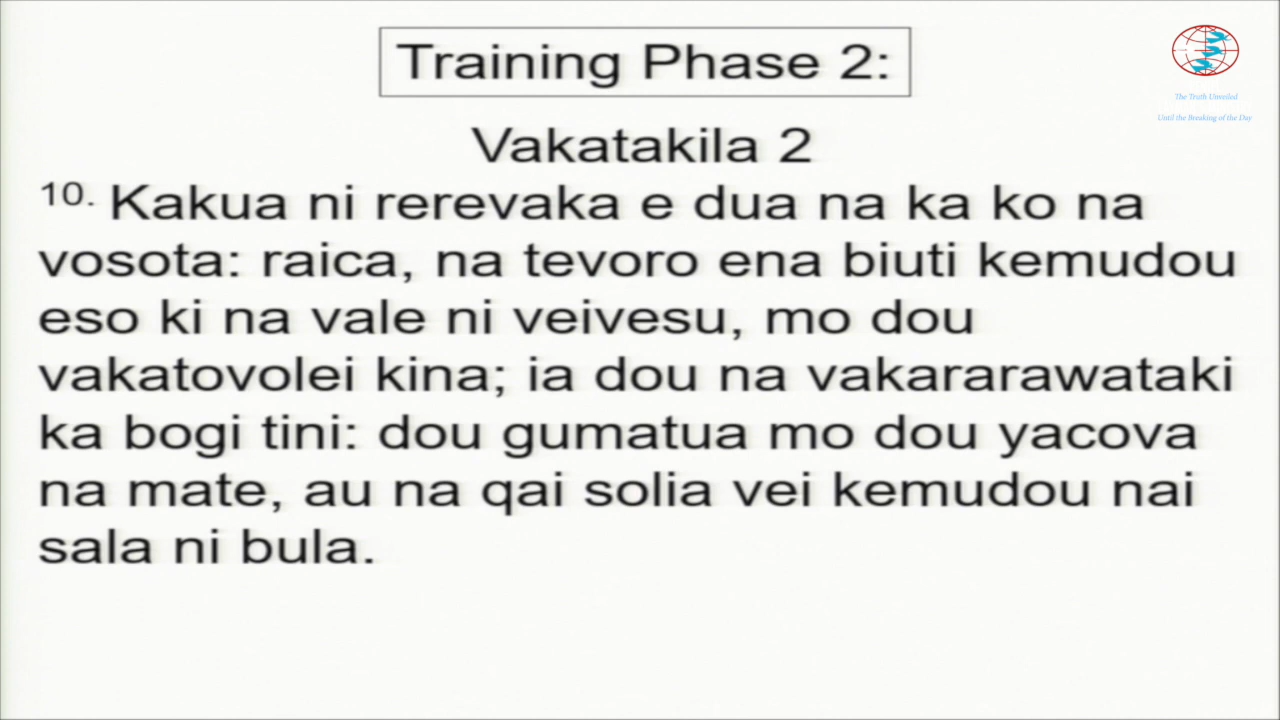 Training Phase 2:
The Truth Unveiled
Until the Breaking of the Day
Vakatakila 2
10. Kakua ni rerevaka e dua na ka ko na
vosota: raica, na tevoro ena biuti kemudou
eso ki na vale ni veivesu, mo dou
vakatovolei kina; ia dou na vakararawataki
ka bogi tini: dou gumatua mo dou yacova
na mate, au na qai solia vei kemudou nai
sala ni bula.